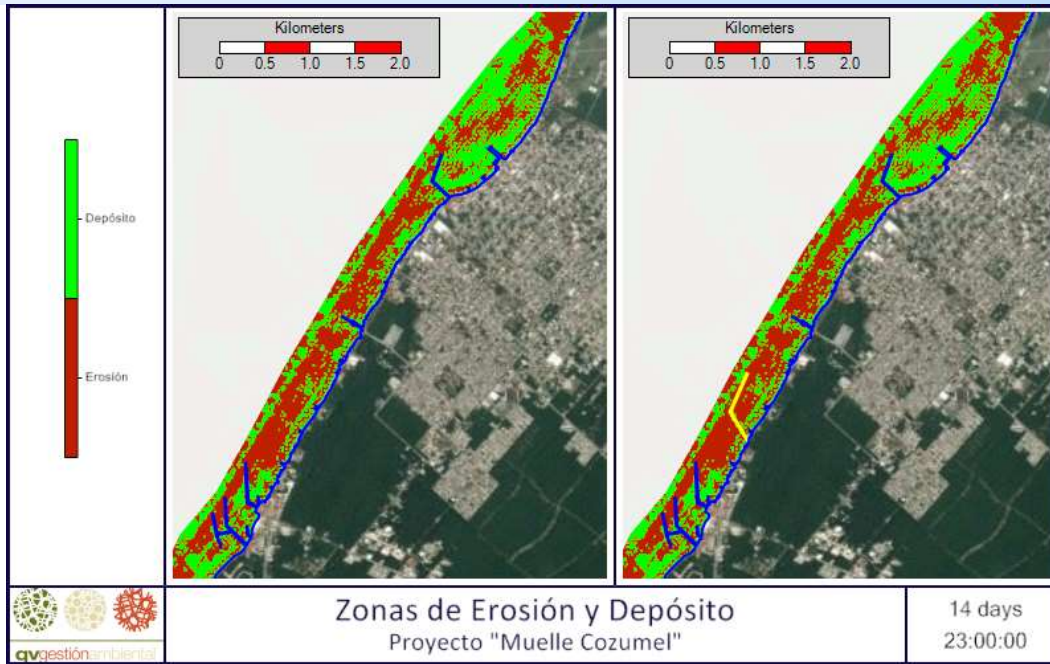 Kilometers
0 0.5 1.0 1.5 2.0
Kilometers
0 0.5 1.0 1.5 2.0
Depósito
Erosión
qvgestiónambiental
Zonas de Erosión y Depósito
Proyecto "Muelle Cozumel"
14 days
23:00:00